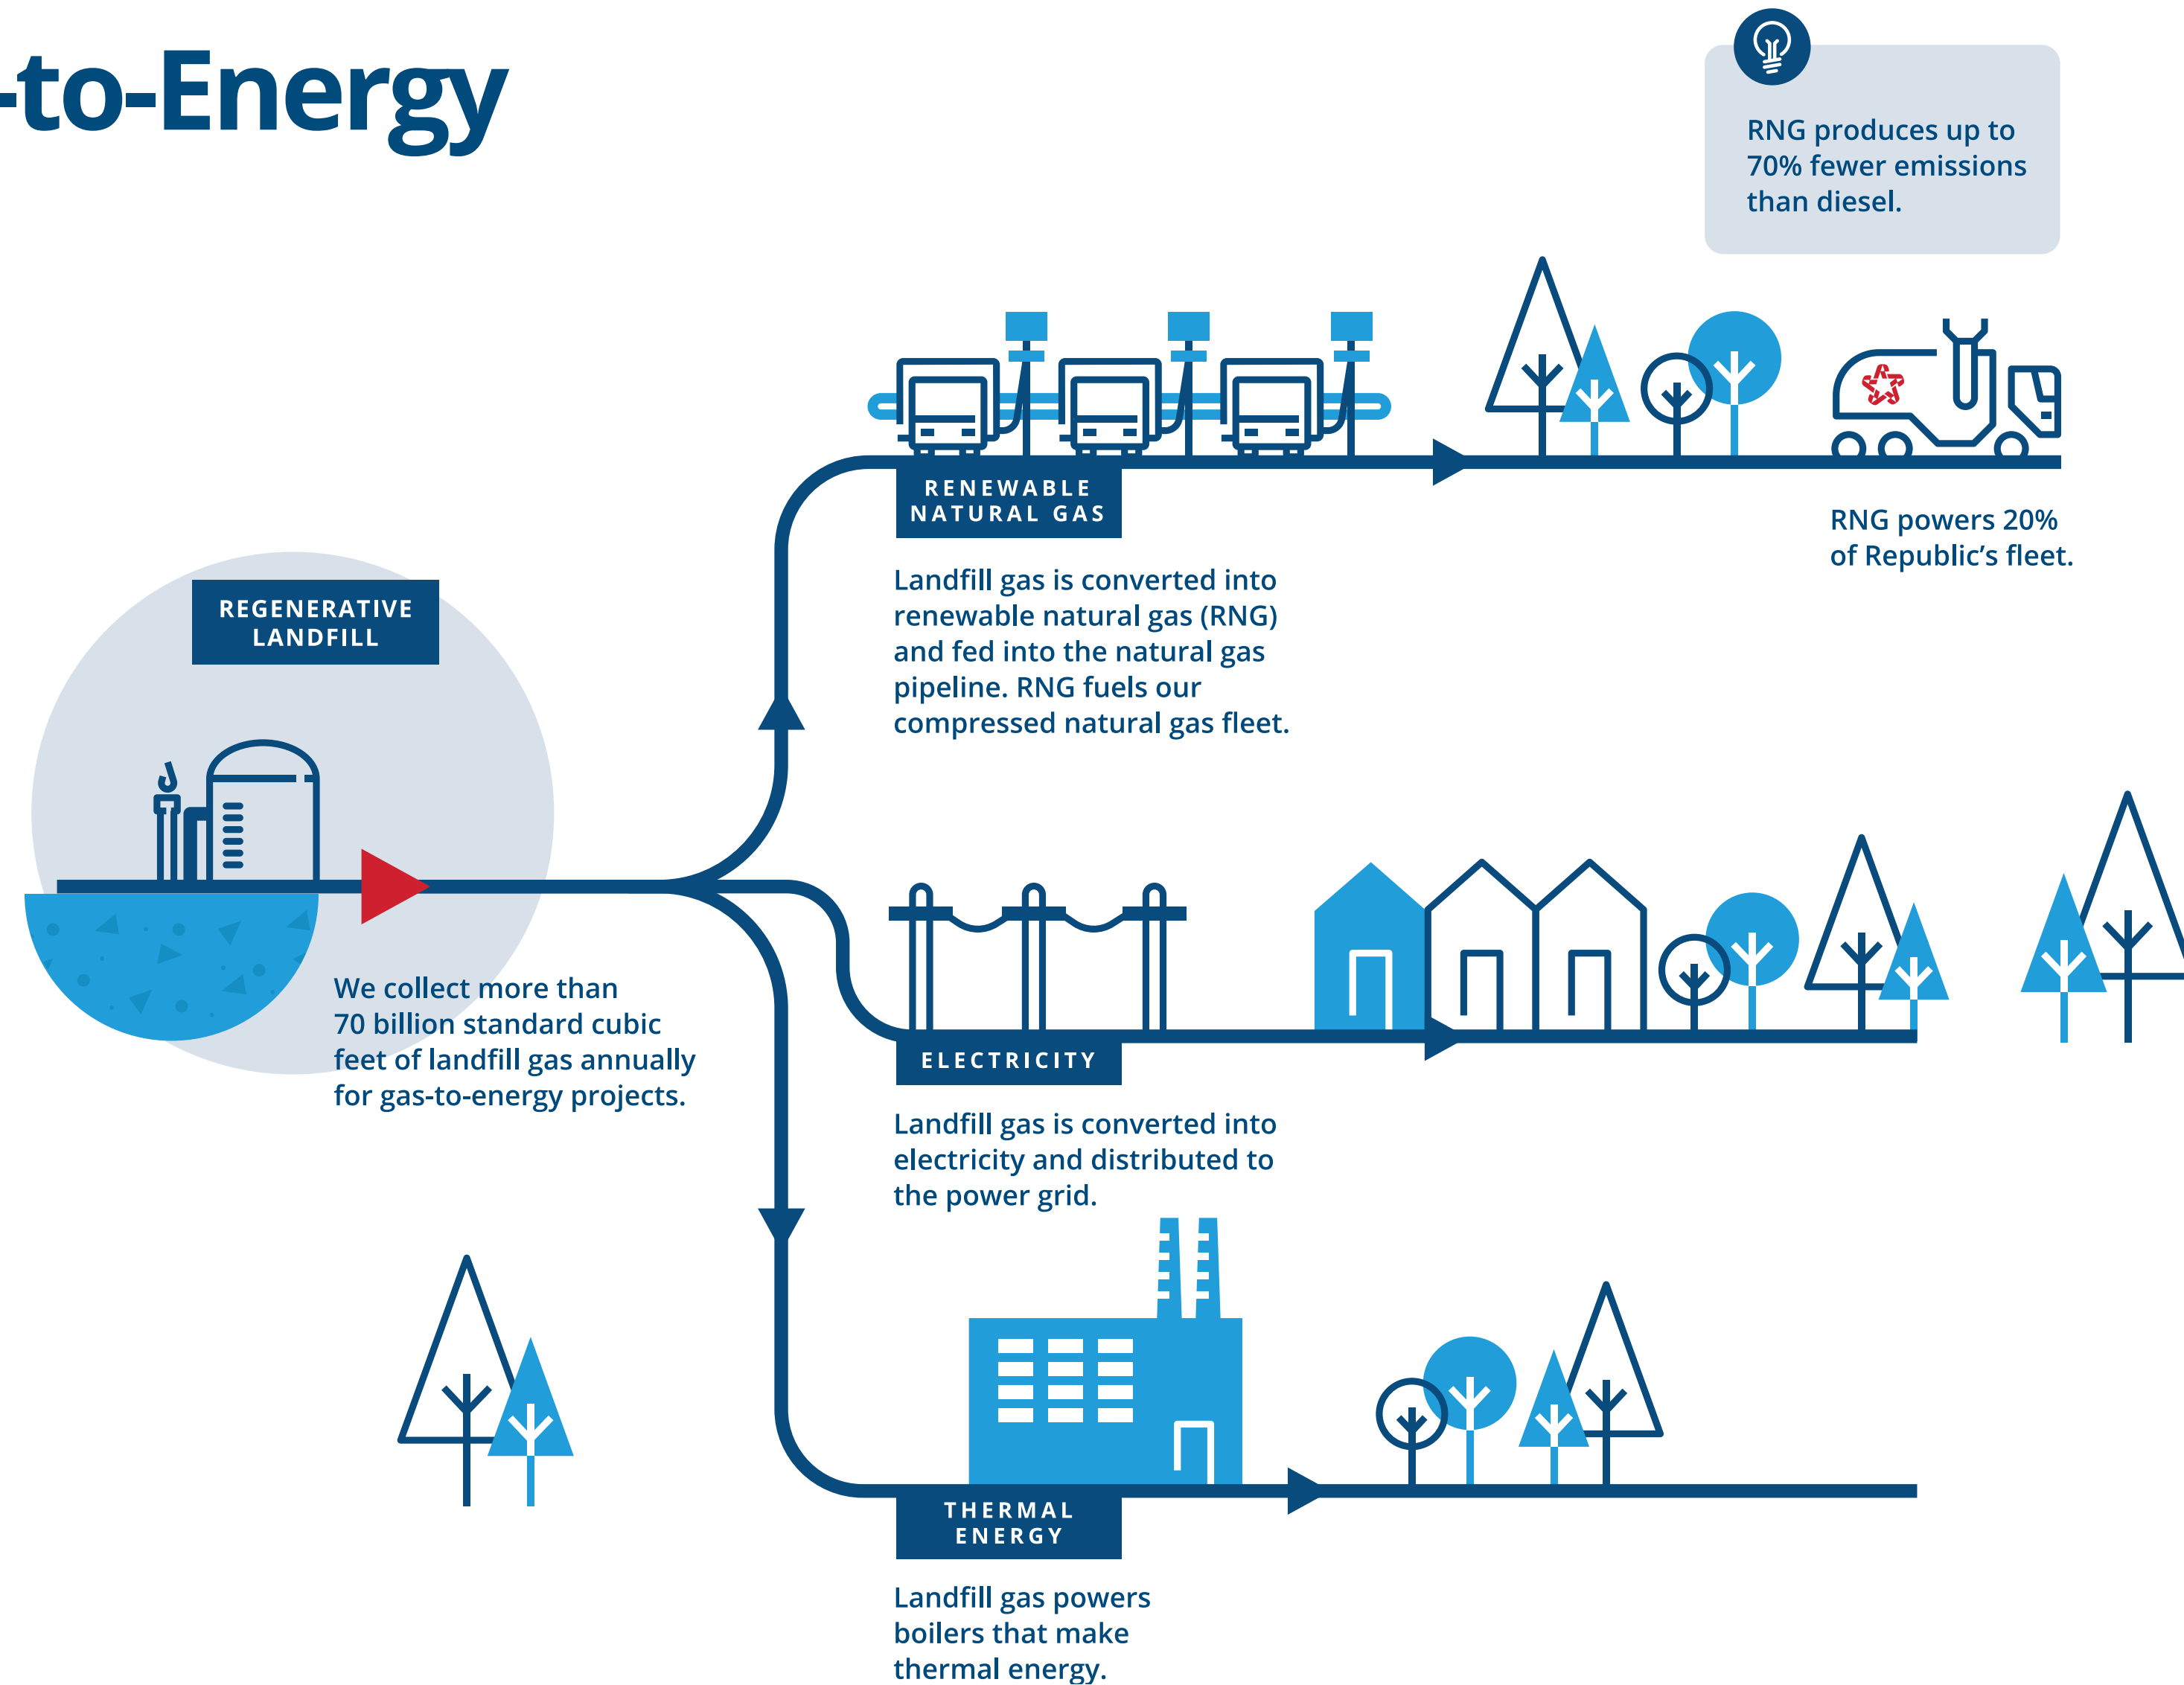 -to-Energy
RNG produces up to
70% fewer emissions
than diesel.
RENEWABLE
NATURAL GAS
RNG powers 20%
of Republic’s fleet.
Landfill gas is converted into
renewable natural gas (RNG)
and fed into the natural gas
pipeline. RNG fuels our
compressed natural gas fleet.
REGENERATIVE
LANDFILL
We collect more than
70 billion standard cubic
feet of landfill gas annually
for gas-to-energy projects.
ELECTRICITY
Landfill gas is converted into
electricity and distributed to
the power grid.
THERMAL
ENERGY
Landfill gas powers
boilers that make
thermal energy.